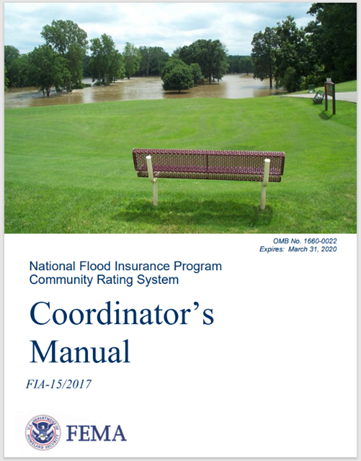 OMB No. 1660-0022
Expires: March 31, 2020
National Flood Insurance Program
Community Rating System
Coordinator's
Manual
FIA-15/2017
FEMA